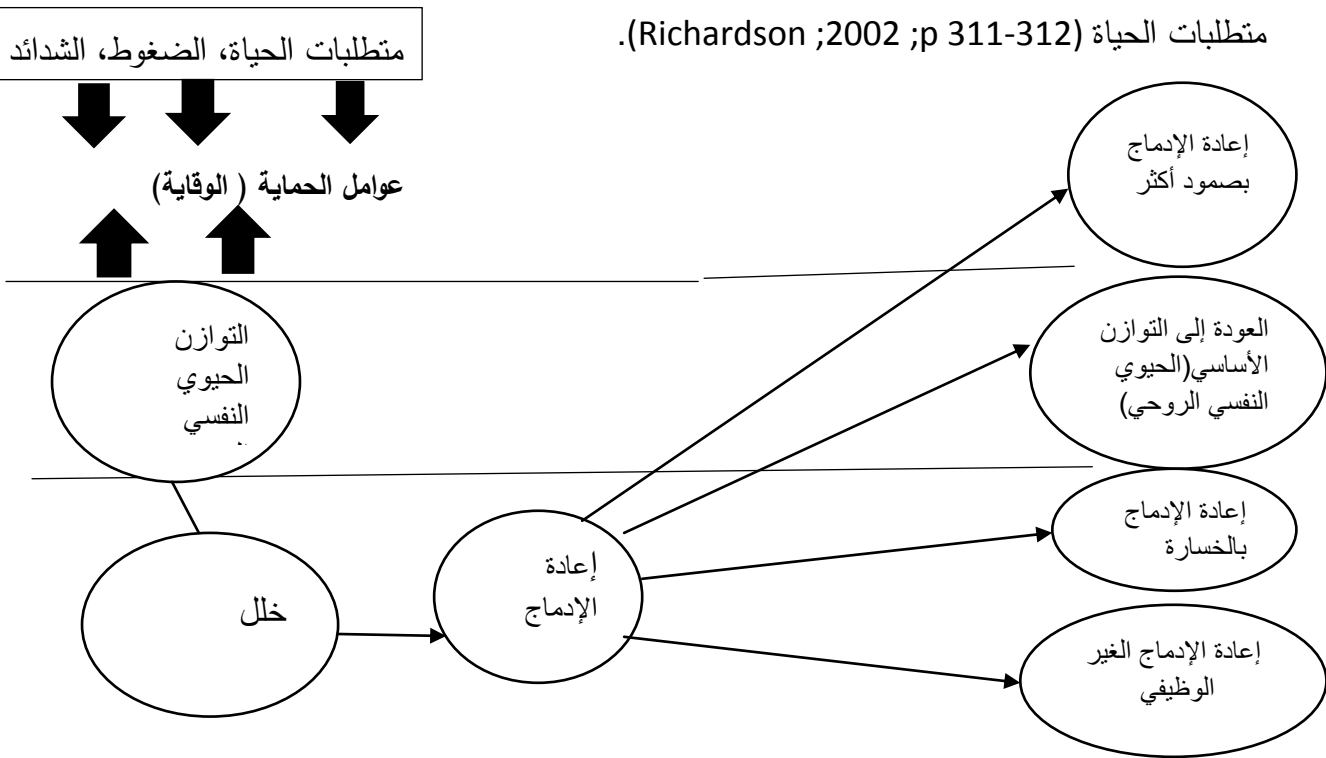 متطلبات الحياة (Richardson ;2002 ;p 311-312).
متطلبات الحياة، الضغوط، الشدائد
عوامل الحماية ( الوقاية)
إعادة الإدماج
بصمود أكثر
العودة إلى التوازن
الأساسي(الحيوي
النفسي الروحي)
التوازن
الحيوي
النفسي
إعادة الإدماج
بالخسارة
إعادة
الإدماج
خلل
إعادة الإدماج الغير
الوظيفي